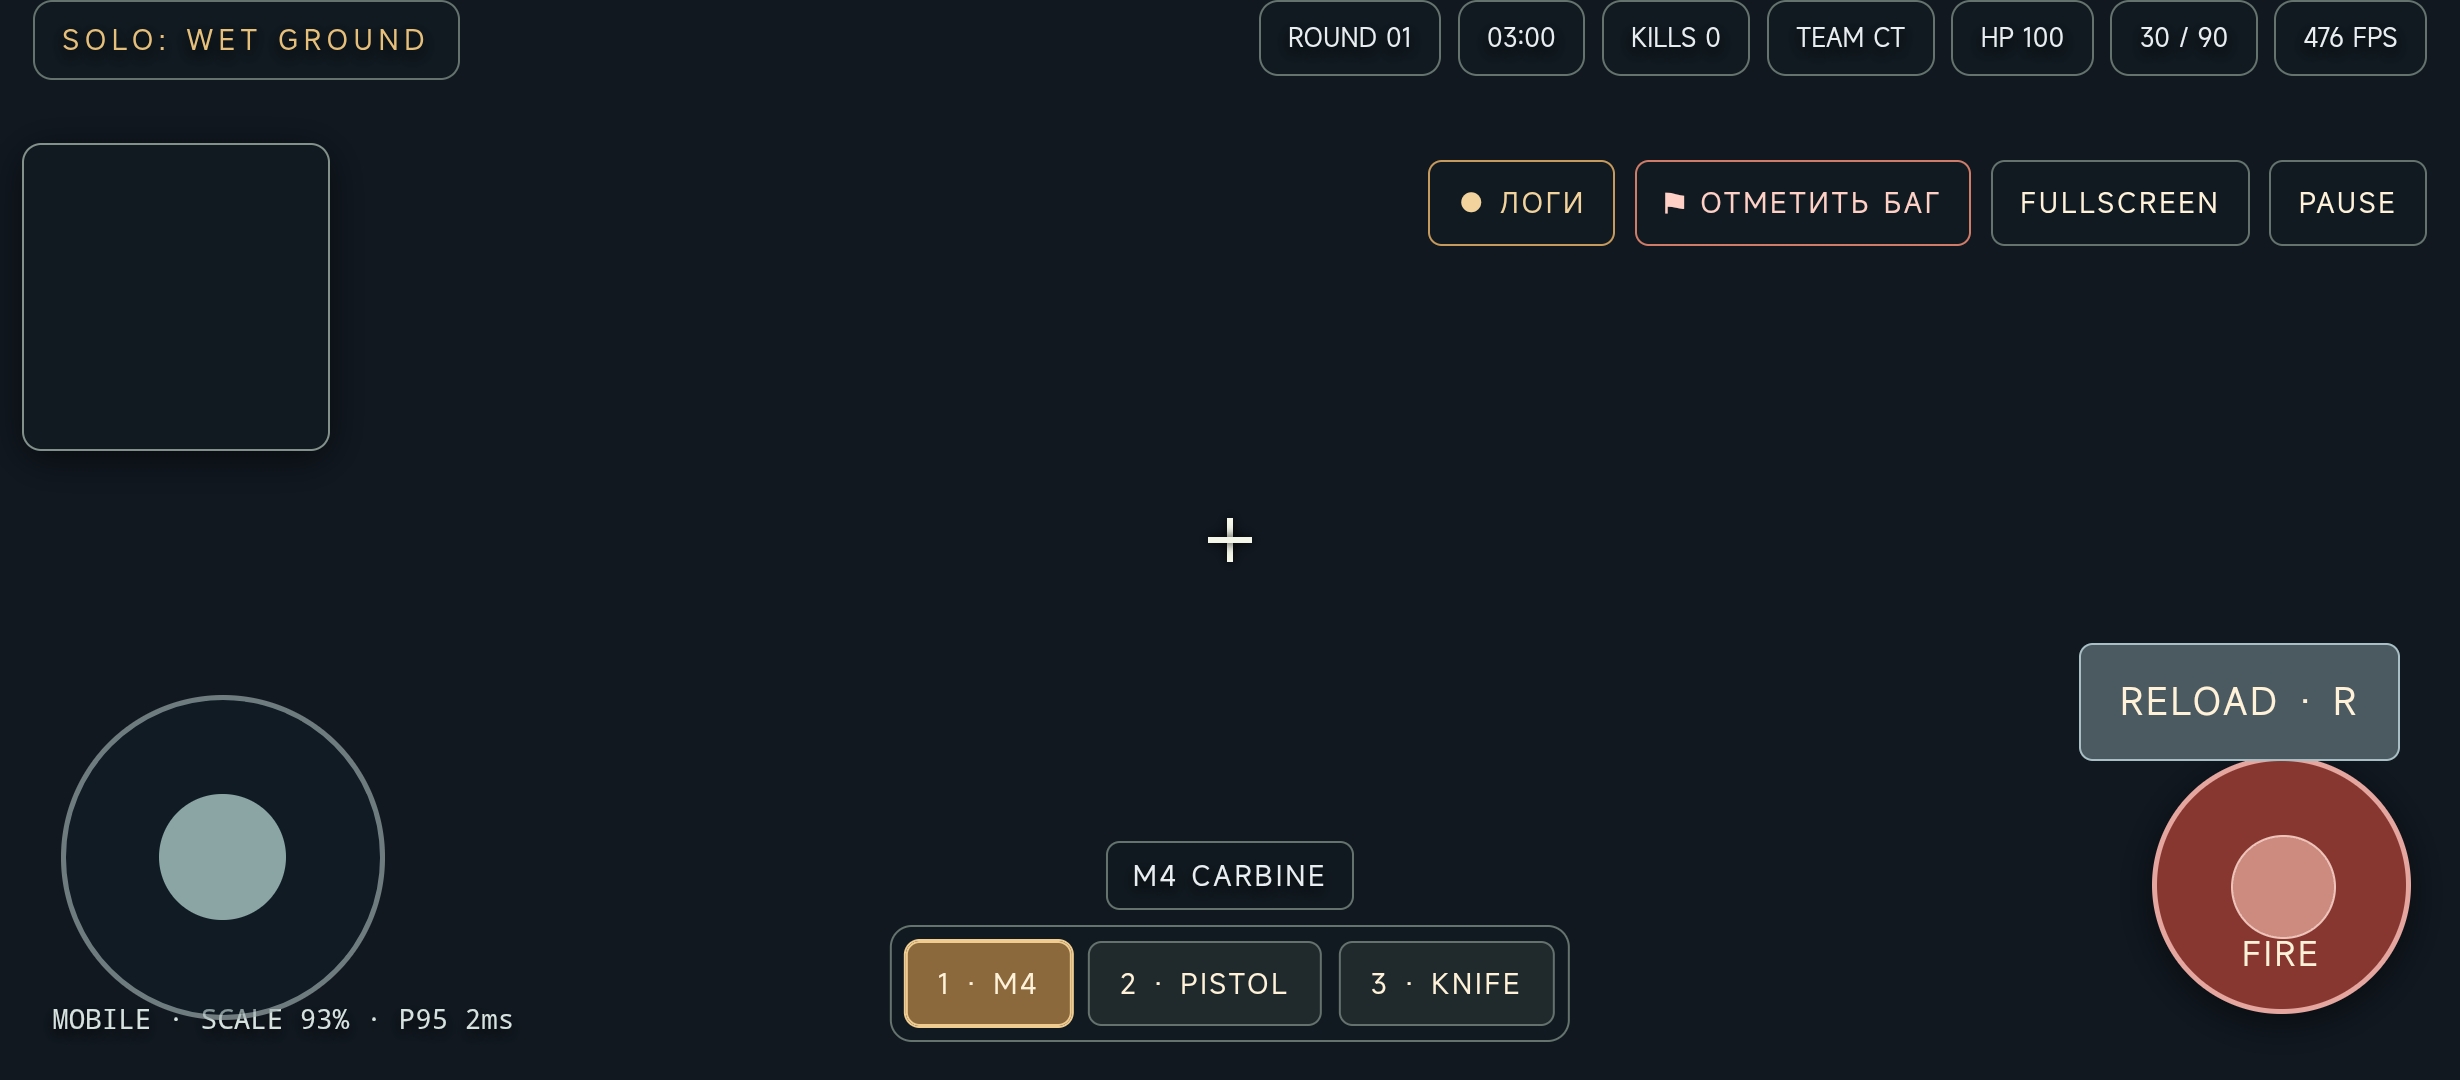 SOLO: WET GROUND
ROUND 01
03:00
KILLS 0
TEAM CT
HP 100
30 / 90
476 FPS
ЛОГИ
ОТМЕТИТЬ БАГ
FULLSCREEN
PAUSE
RELOAD · R
FIRE
M4 CARBINE
1 · M4
2 · PISTOL
3 · KNIFE
MOBILE · SCALE 93% · P95 2ms